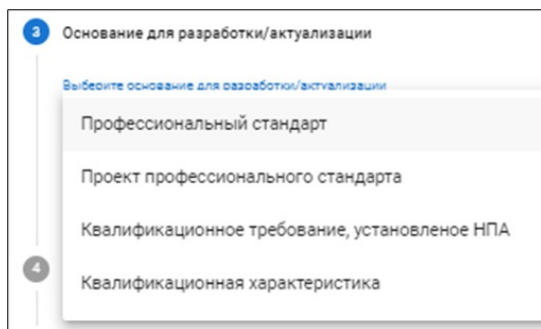 3 Основание для разработки/актуализации
Выберите основание для разработки/актуализации
Профессиональный стандарт
Проект профессионального стандарта
Квалификационное требование, установленое НПА
4
Квалификационная характеристика